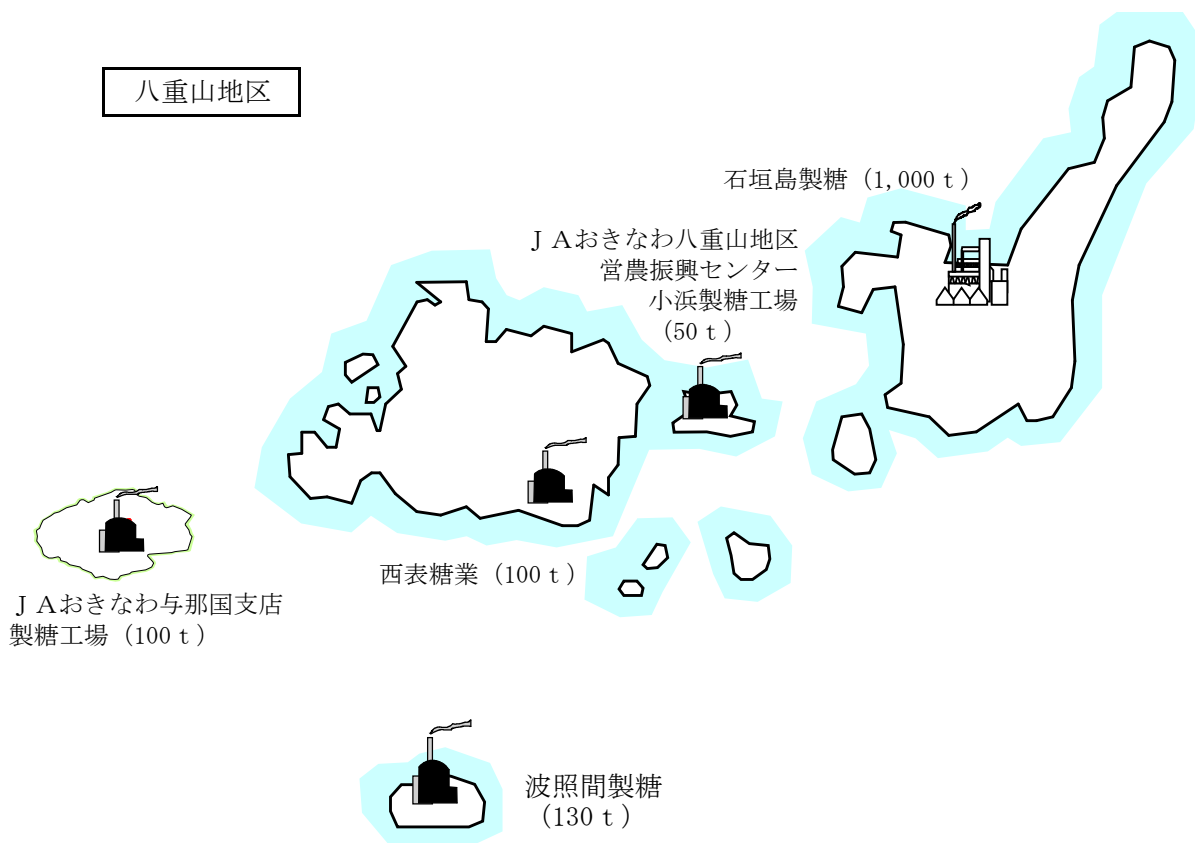 八重山地区
石垣島製糖（1,000ｔ）
ＪＡおきなわ八重山地区
営農振興センター
小浜製糖工場
（50ｔ）
西表糖業（100ｔ）
ＪＡおきなわ与那国支店
製糖工場（100ｔ）
波照間製糖
（130ｔ）